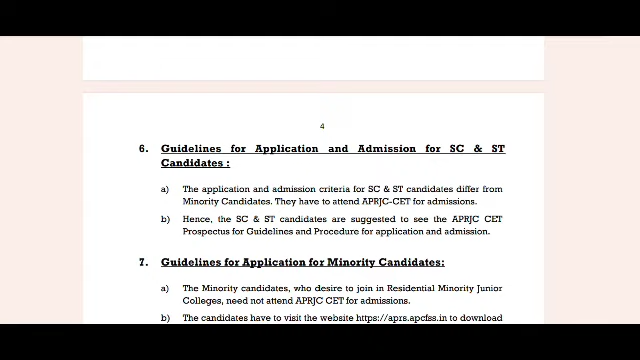 4
6. Guidelines for Application and Admission for SC & ST
Candidates :
a) The application and admission criteria for SC & ST candidates differ from
Minority Candidates. They have to attend APRJC-CET for admissions.
b) Hence, the SC & ST candidates are suggested to see the APRJC CET
Prospectus for Guidelines and Procedure for application and admission.
7. Guidelines for Application for Minority Candidates:
a) The Minority candidates, who desire to join in Residential Minority Junior
Colleges, need not attend APRJC CET for admissions.
b) The candidates have to visit the website https://aprs.apcfss.in to download